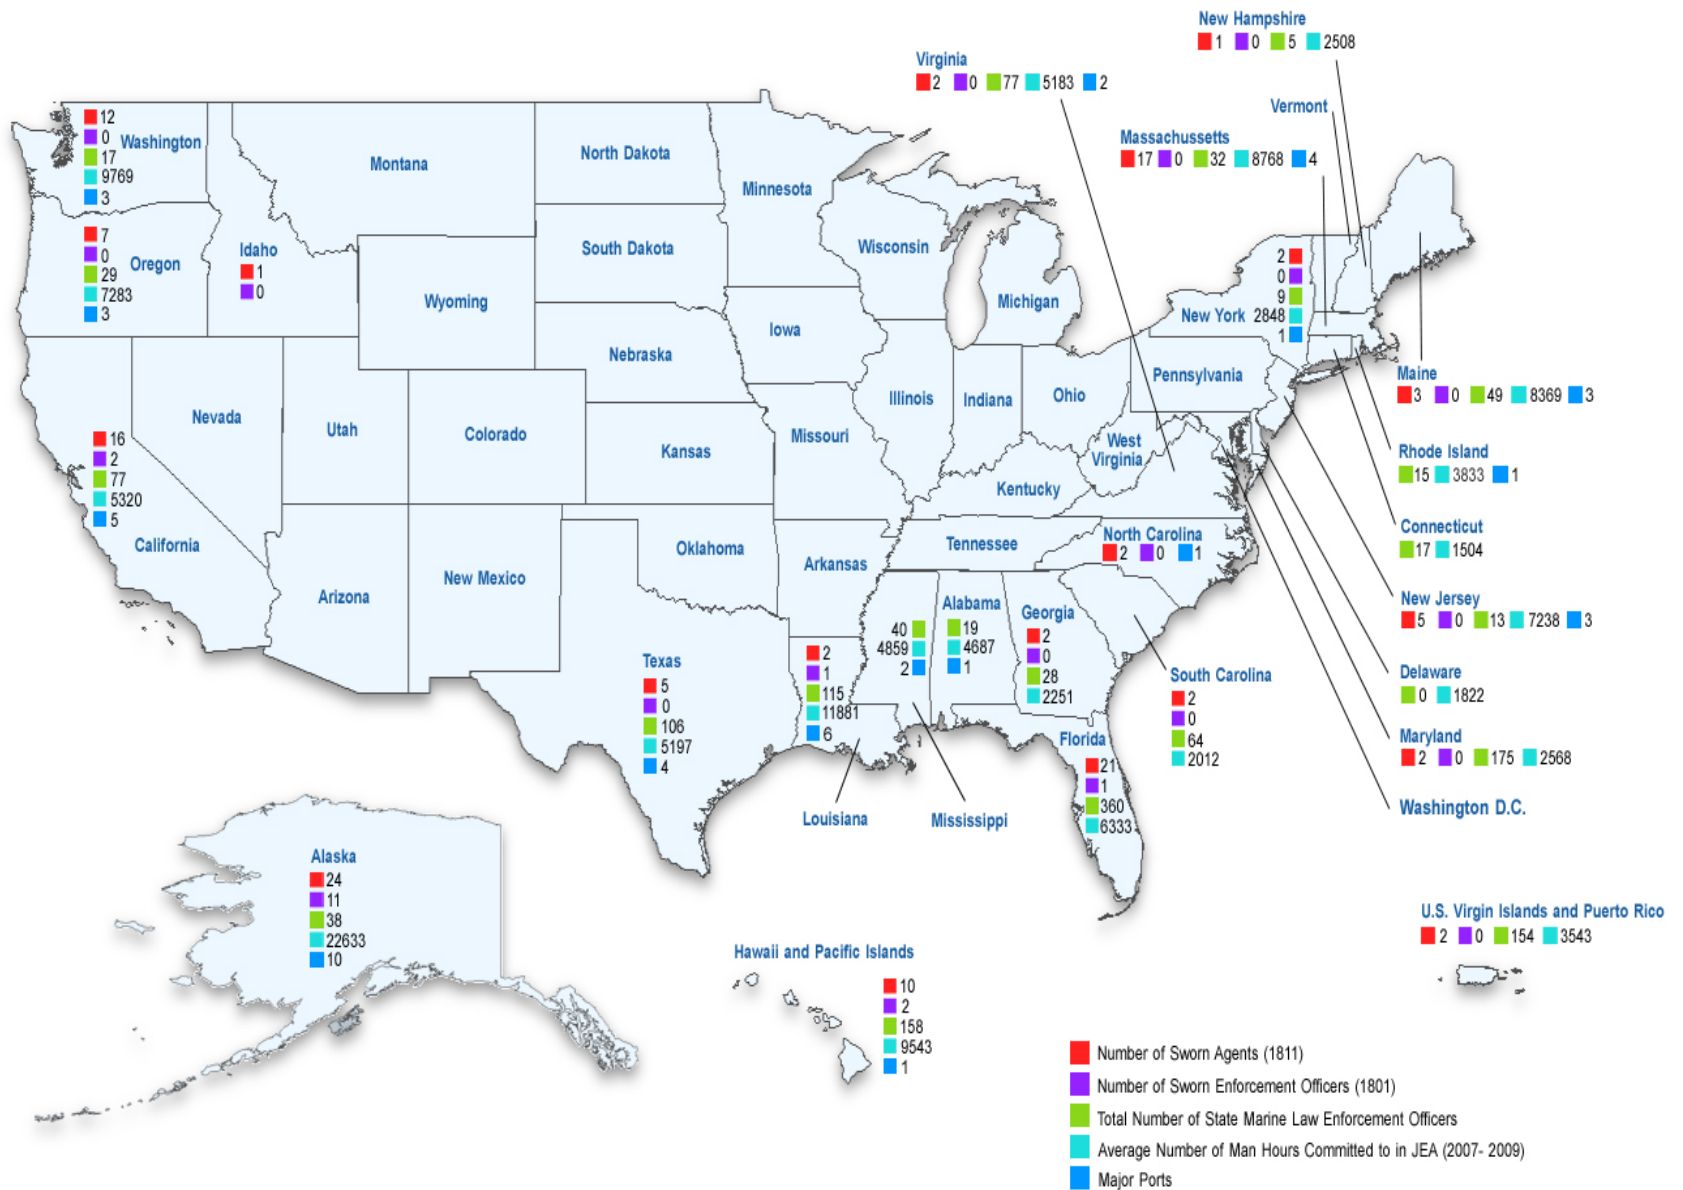 New Hampshire
1 0 5 2508
Virginia
2 0 77 5183 2
Vermont
Massachussetts
17 0 32 8768 4
12
0
Washington
17
9769
3
Montana
North Dakota
Minnesota
7
0
Oregon
29
7283
3
Idaho
1
0
South Dakota
Wisconsin
Wyoming
Michigan
2
0
9
New York 2848
1
Iowa
Nebraska
Pennsylvania
Maine
3 0 49 8369 3
Nevada
Utah
Colorado
Illinois
Indiana
Ohio
16
2
77
5320
5
California
Kansas
Missouri
West
Virginia
Kentucky
Rhode Island
15 3833 1
Connecticut
17 1504
Oklahoma
Arkansas
Tennessee
North Carolina
2 0 1
New Mexico
Arizona
New Jersey
5 0 13 7238 3
Alabama
19
4687
1
Georgia
2
0
28
2251
40
4859
2
Texas
5
0
106
5197
4
2
1
115
11881
6
South Carolina
2
0
64
2012
Delaware
0 1822
Maryland
2 0 175 2568
Florida
21
1
360
6333
Louisiana
Mississippi
Washington D.C.
Alaska
24
11
38
22633
10
Hawaii and Pacific Islands
10
2
158
9543
1
U.S. Virgin Islands and Puerto Rico
2 0 154 3543
Number of Sworn Agents (1811)
Number of Sworn Enforcement Officers (1801)
Total Number of State Marine Law Enforcement Officers
Average Number of Man Hours Committed to in JEA (2007- 2009)
Major Ports